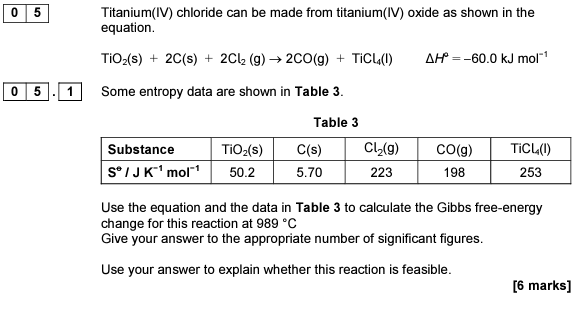 0 5 Titanium(IV) chloride can be made from titanium(IV) oxide as shown in the
equation.
TiO₂(s) + 2C(s) + 2Cl₂ (g) → 2CO(g) + TiCl₄(l) ΔH⦵ = –60.0 kJ mol⁻¹
0 5 . 1 Some entropy data are shown in Table 3.
Table 3
Substance TiO₂(s) C(s) Cl₂(g) CO(g) TiCl₄(l)
S⦵ / J K⁻¹ mol⁻¹ 50.2 5.70 223 198 253
Use the equation and the data in Table 3 to calculate the Gibbs free-energy
change for this reaction at 989 °C
Give your answer to the appropriate number of significant figures.
Use your answer to explain whether this reaction is feasible.
[6 marks]